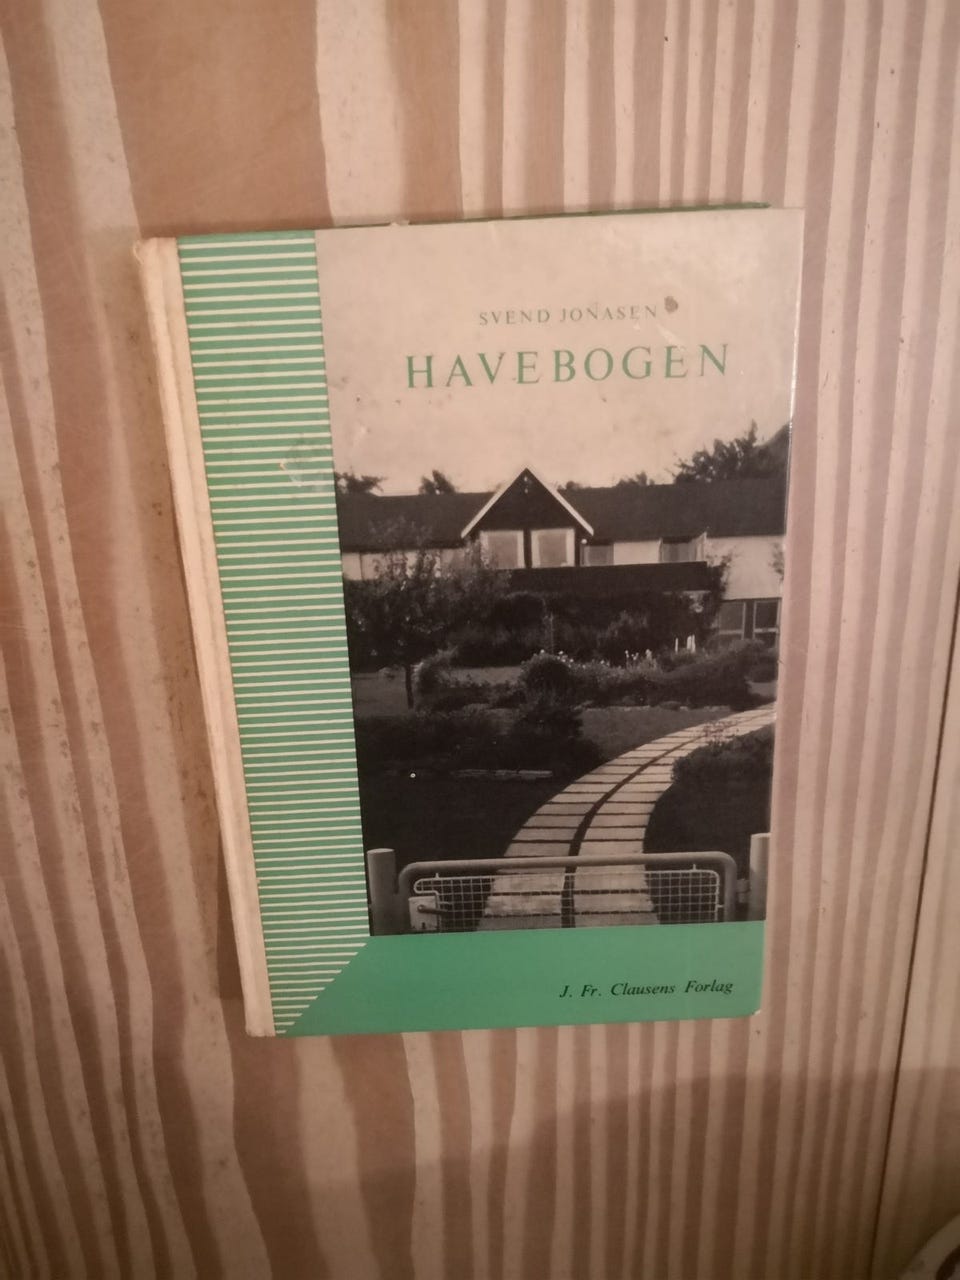 SVEND JONASEN
HAVEBOGEN
J. Fr. Clausens Forlag